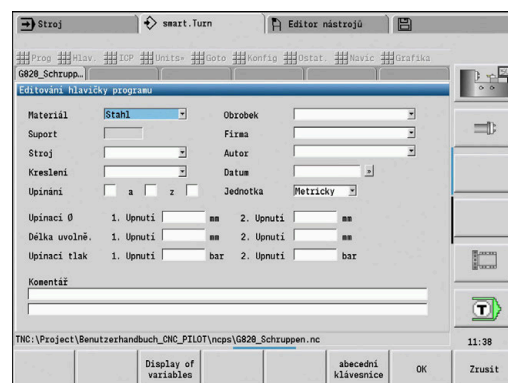 Stroj smart.Turn Editor nástrojů
Prog Hlav. ICP Units» Goto Konfig Ostat. Navic Grafika
G820_Schrupp…
Editování hlavičky programu
Materiál Stahl Obrobek
Suport Firma
Stroj Autor
Kreslení Datum »
Upínání a z Jednotka Metricky
Upínací Ø 1. Upnutí mm 2. Upnutí mm
Délka uvolně. 1. Upnutí mm 2. Upnutí mm
Upínací tlak 1. Upnutí bar 2. Upnutí bar
Komentář
TNC:\Project\Benutzerhandbuch_CNC_PILOT\ncps\G820_Schruppen.nc
T
11:38
Display of variables
abecední klávesnice
OK
Zrusit